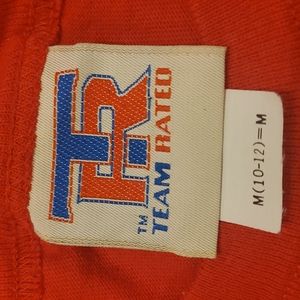 TR
TEAM RATED
™
M(10-12)=M